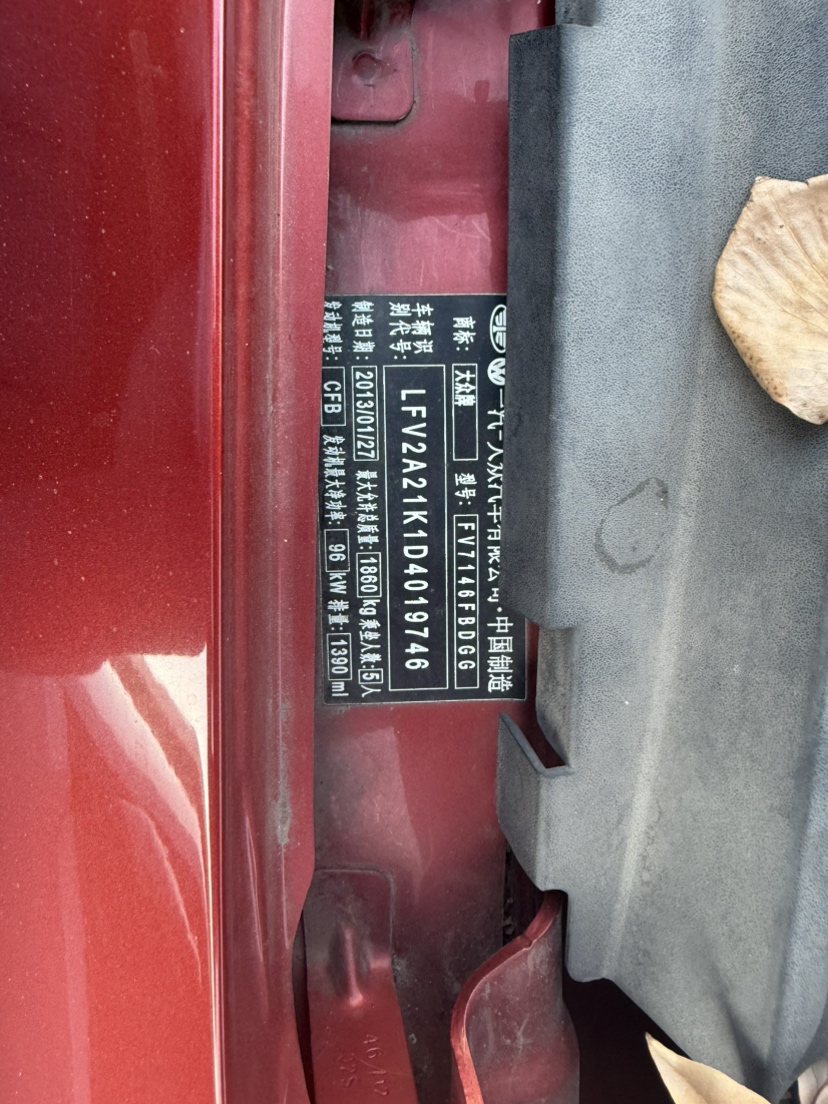 一汽-大众汽车有限公司·中国制造
商标: 大众牌 型号: FV7146FBDGG
车辆识别代号: LFV2A21K1D4019746
制造日期: 2013/01/27 最大允许总质量: 1860 kg 乘坐人数: 5 人
发动机型号: CFB 发动机最大净功率: 96 kW 排量: 1390 ml